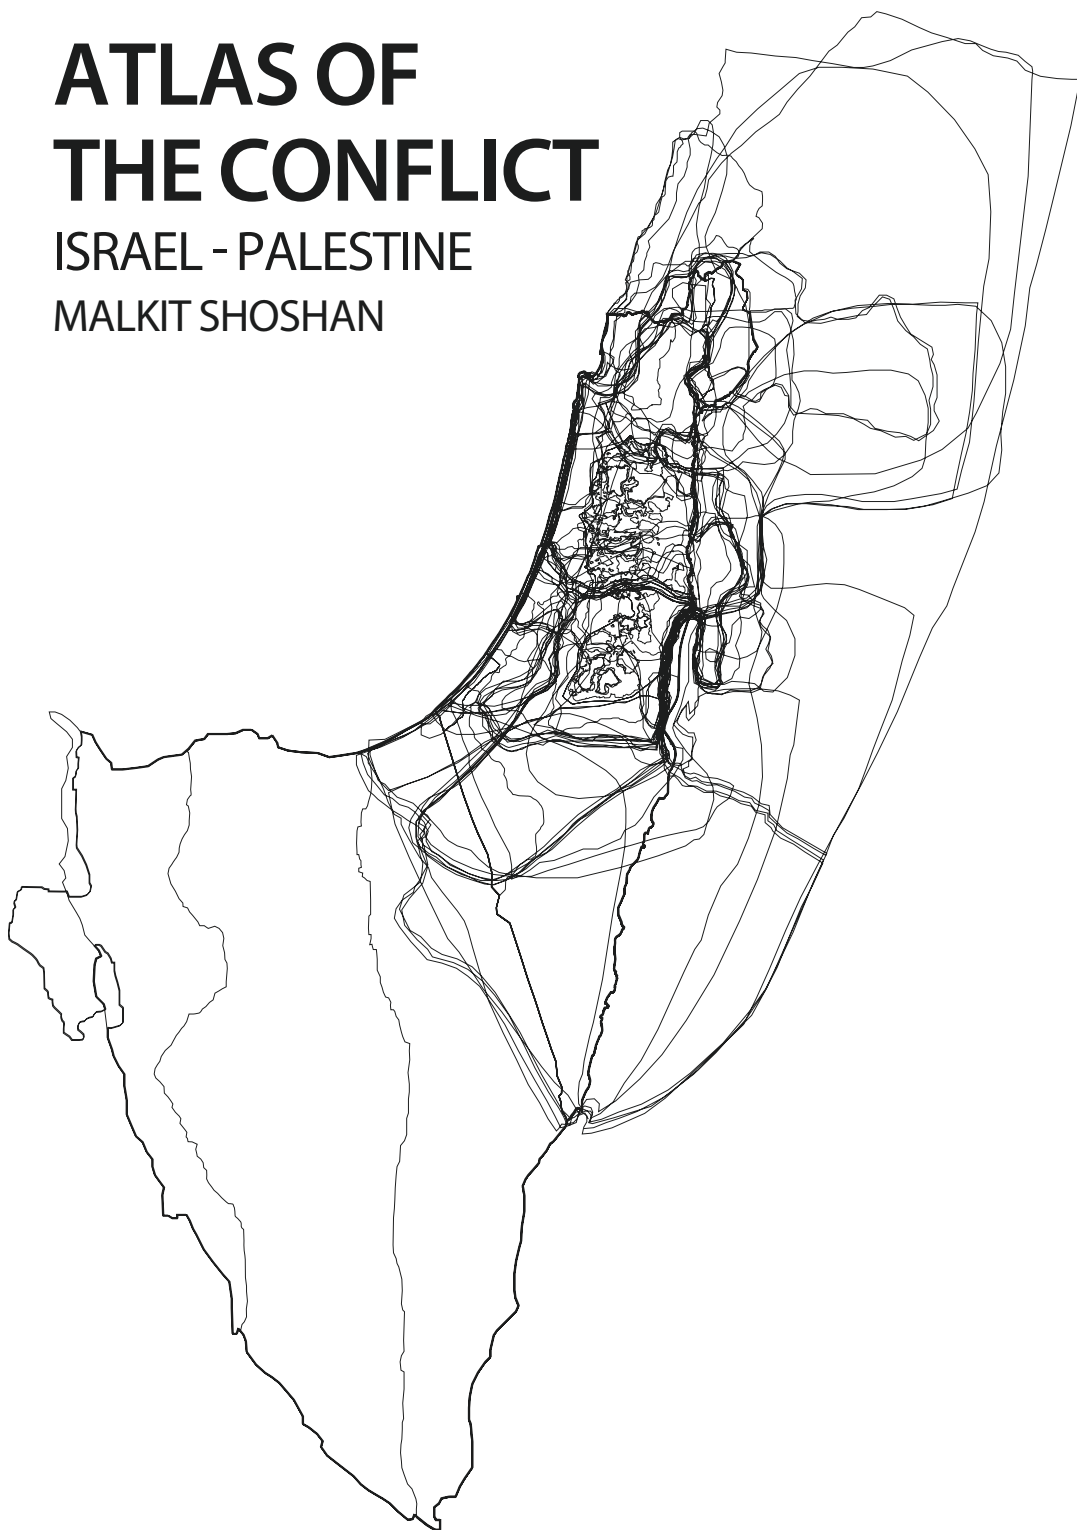 ATLAS OF
THE CONFLICT
ISRAEL - PALESTINE
MALKIT SHOSHAN